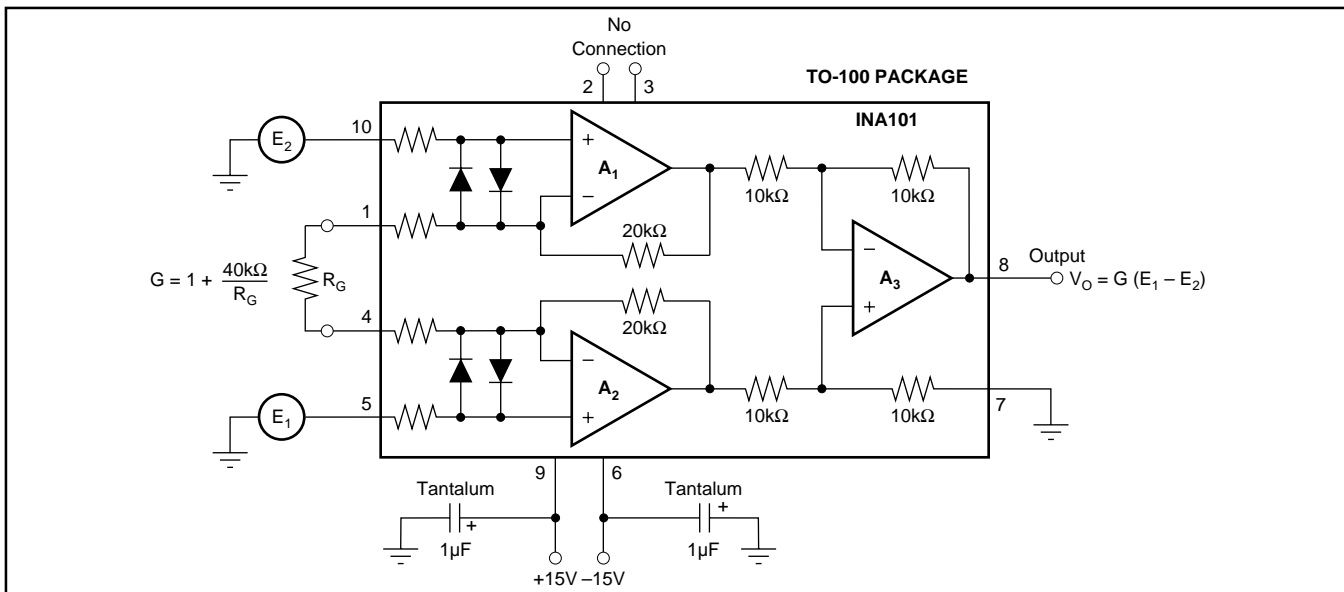 No
Connection
2
3
TO-100 PACKAGE
INA101
E2
10
+
A1
–
10kΩ
10kΩ
1
20kΩ
G = 1 + 40kΩ
RG
RG
–
A3
+
8
Output
VO = G (E1 – E2)
4
20kΩ
–
A2
+
10kΩ
10kΩ
7
E1
5
9
6
Tantalum
+
1µF
Tantalum
+
1µF
+15V –15V